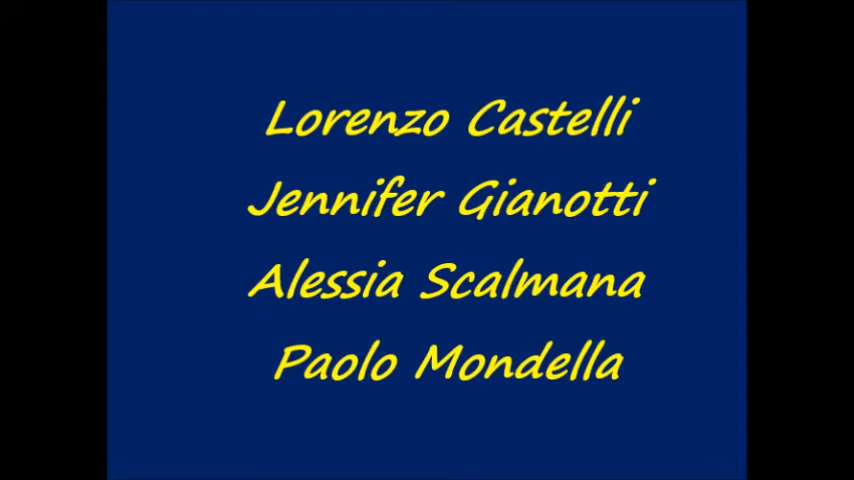 Lorenzo Castelli
Jennifer Gianotti
Alessia Scalmana
Paolo Mondella